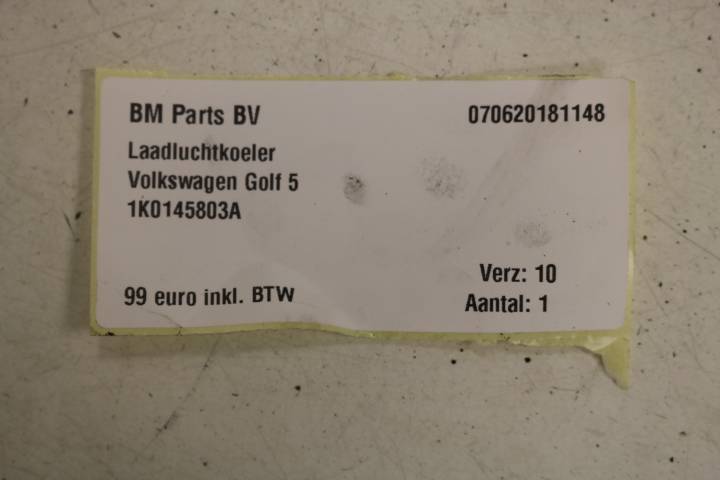 BM Parts BV 070620181148
Laadluchtkoeler
Volkswagen Golf 5
1K0145803A
Verz: 10
99 euro inkl. BTW Aantal: 1